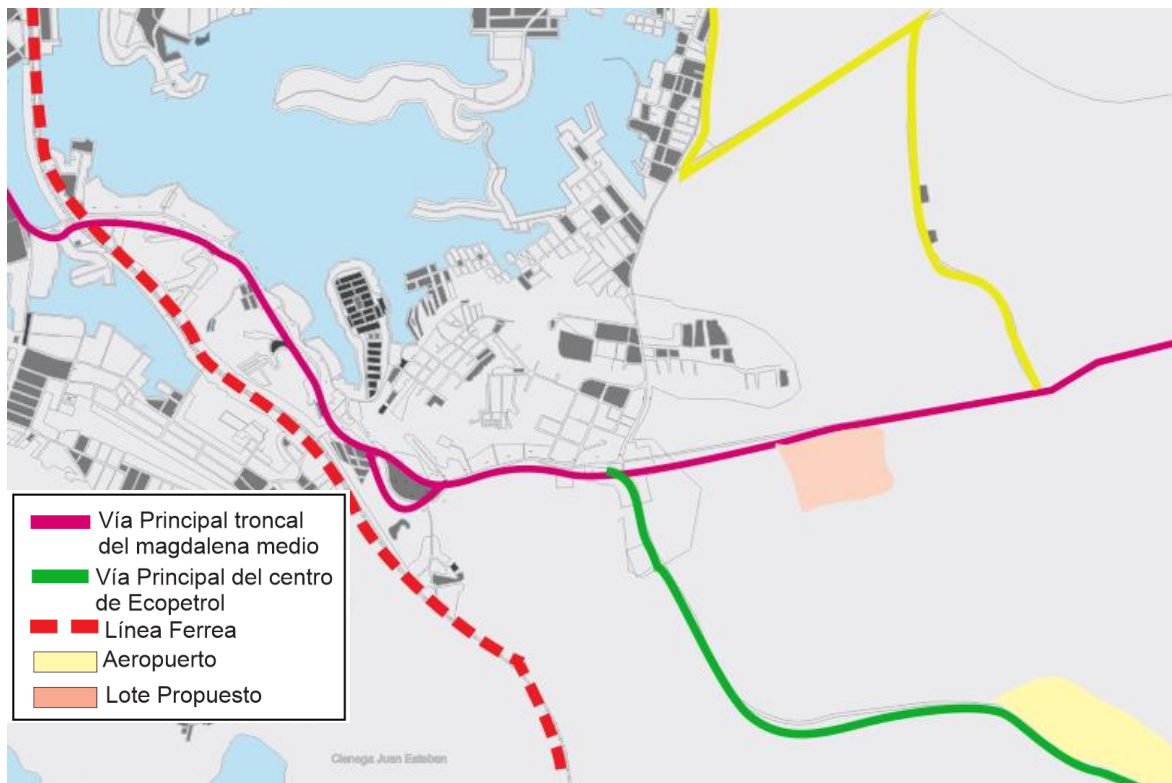 Vía Principal troncal
del magdalena medio
Vía Principal del centro
de Ecopetrol
Línea Ferrea
Aeropuerto
Lote Propuesto
Cienega Juan Esteban